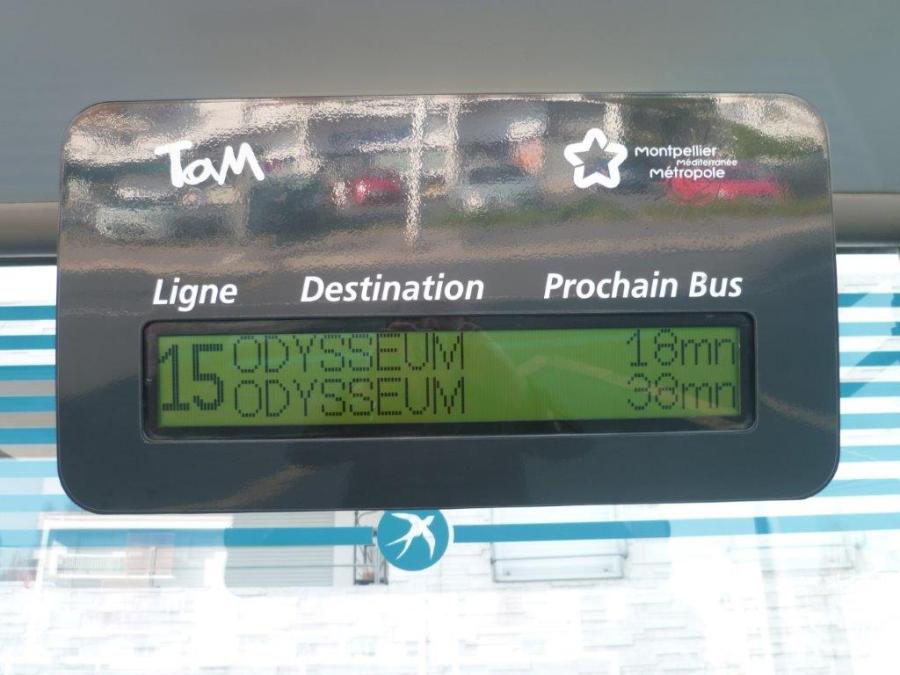 TaM
montpellier
Méditerranée
métropole
Ligne Destination Prochain Bus
15 ODYSSEUM 18mn
ODYSSEUM 38mn